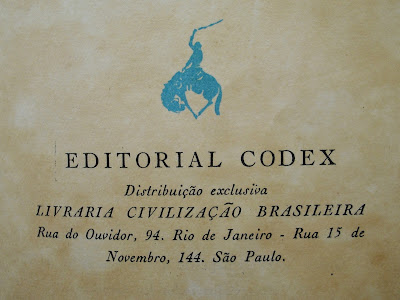 EDITORIAL CODEX
Distribuição exclusiva
LIVRARIA CIVILIZAÇÃO BRASILEIRA
Rua do Ouvidor, 94. Rio de Janeiro - Rua 15 de
Novembro, 144. São Paulo.